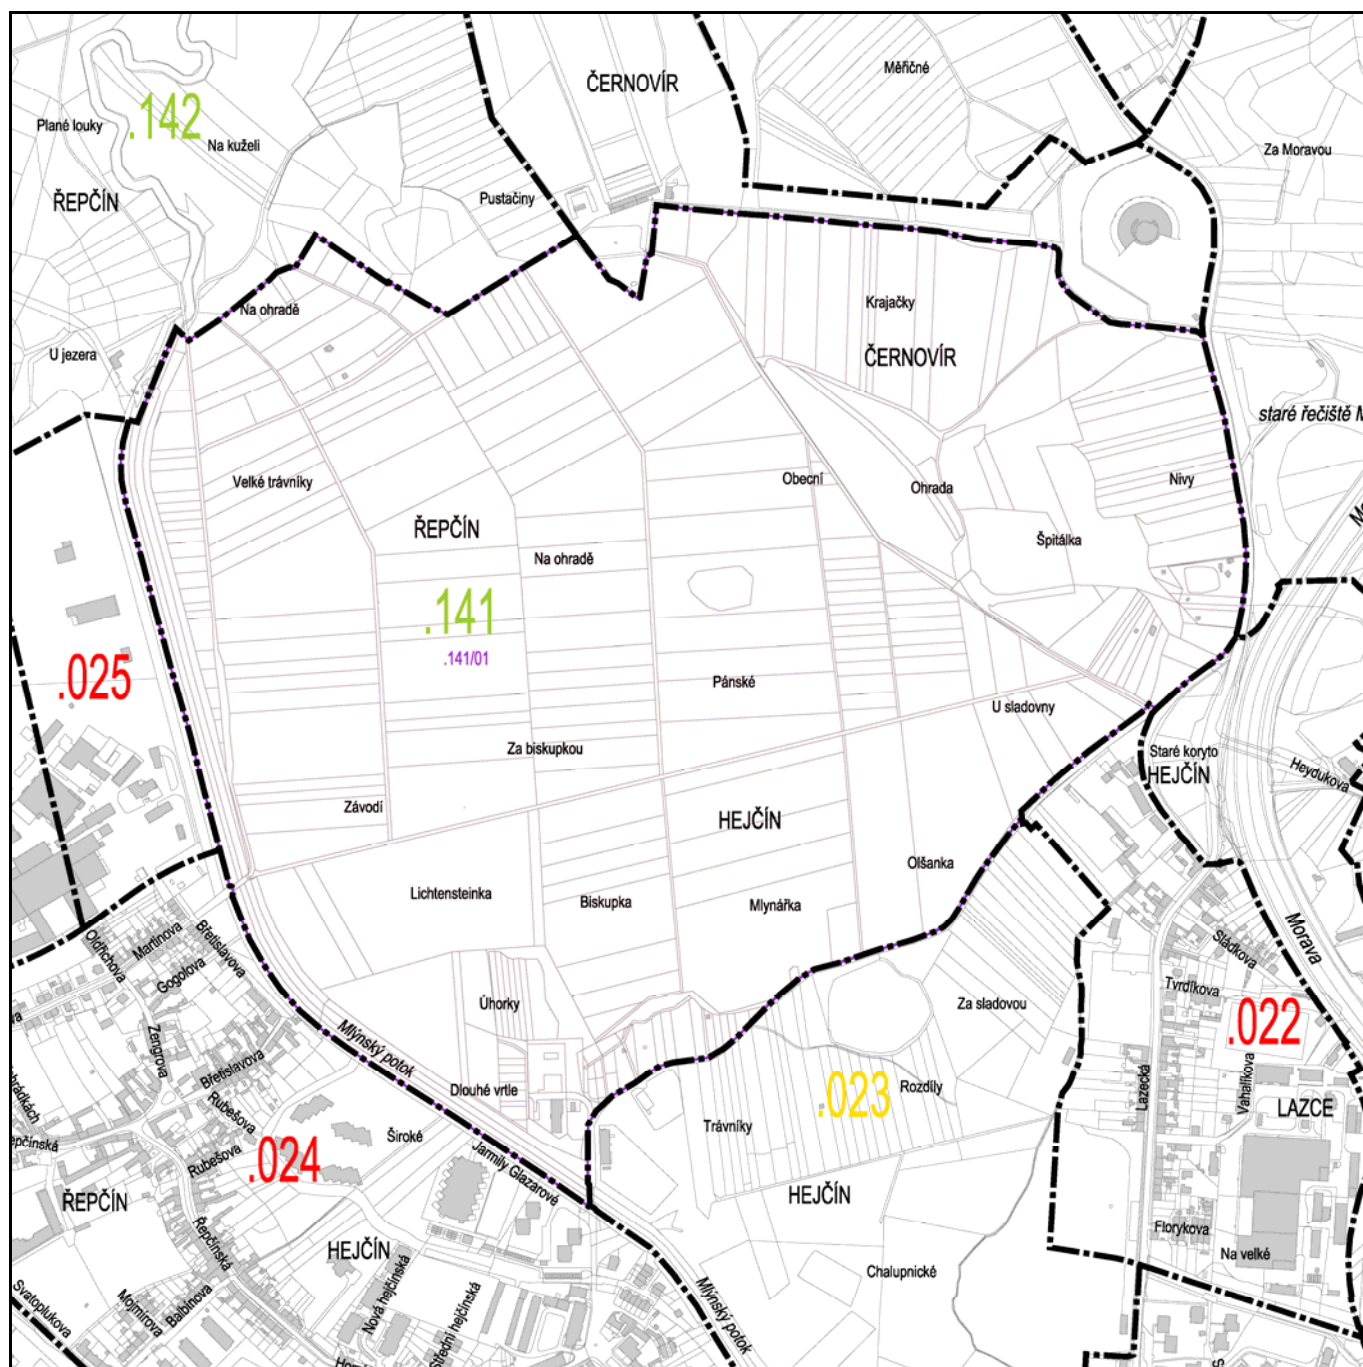 ČERNOVÍR
Měřičné
.142
Plané louky
Na kuželi
Za Moravou
ŘEPČÍN
Pustačiny
Na ohradě
Krajačky
U jezera
ČERNOVÍR
staré řečiště M
Velké trávníky
Obecní
Ohrada
Nivy
ŘEPČÍN
Na ohradě
Špitálka
.141
.141/01
.025
Pánské
U sladovny
Za biskupkou
Staré koryto
HEJČÍN
Heydukova
Závodí
HEJČÍN
Olšanka
Lichtensteinka
Biskupka
Mlynářka
Oldřichova
Martinova
Břetislavova
Gogolova
Sládkova
Morava
Tvrdíkova
Úhorky
Za sladovou
.022
Zengrova
Mlýnský potok
Břetislavova
Dlouhé vrtle
Rozdíly
.023
Lazecká
Vahalíkova
LAZCE
Rubešova
Široké
Trávníky
Rubešova
.024
Jarmily Glazarové
ŘEPČÍN
HEJČÍN
Řepčínská
HEJČÍN
Florykova
Na velké
Chalupnické
Svatoplukova
Mojmírova
Balbínova
Nová hejčínská
Střední hejčínská
Mlýnský potok